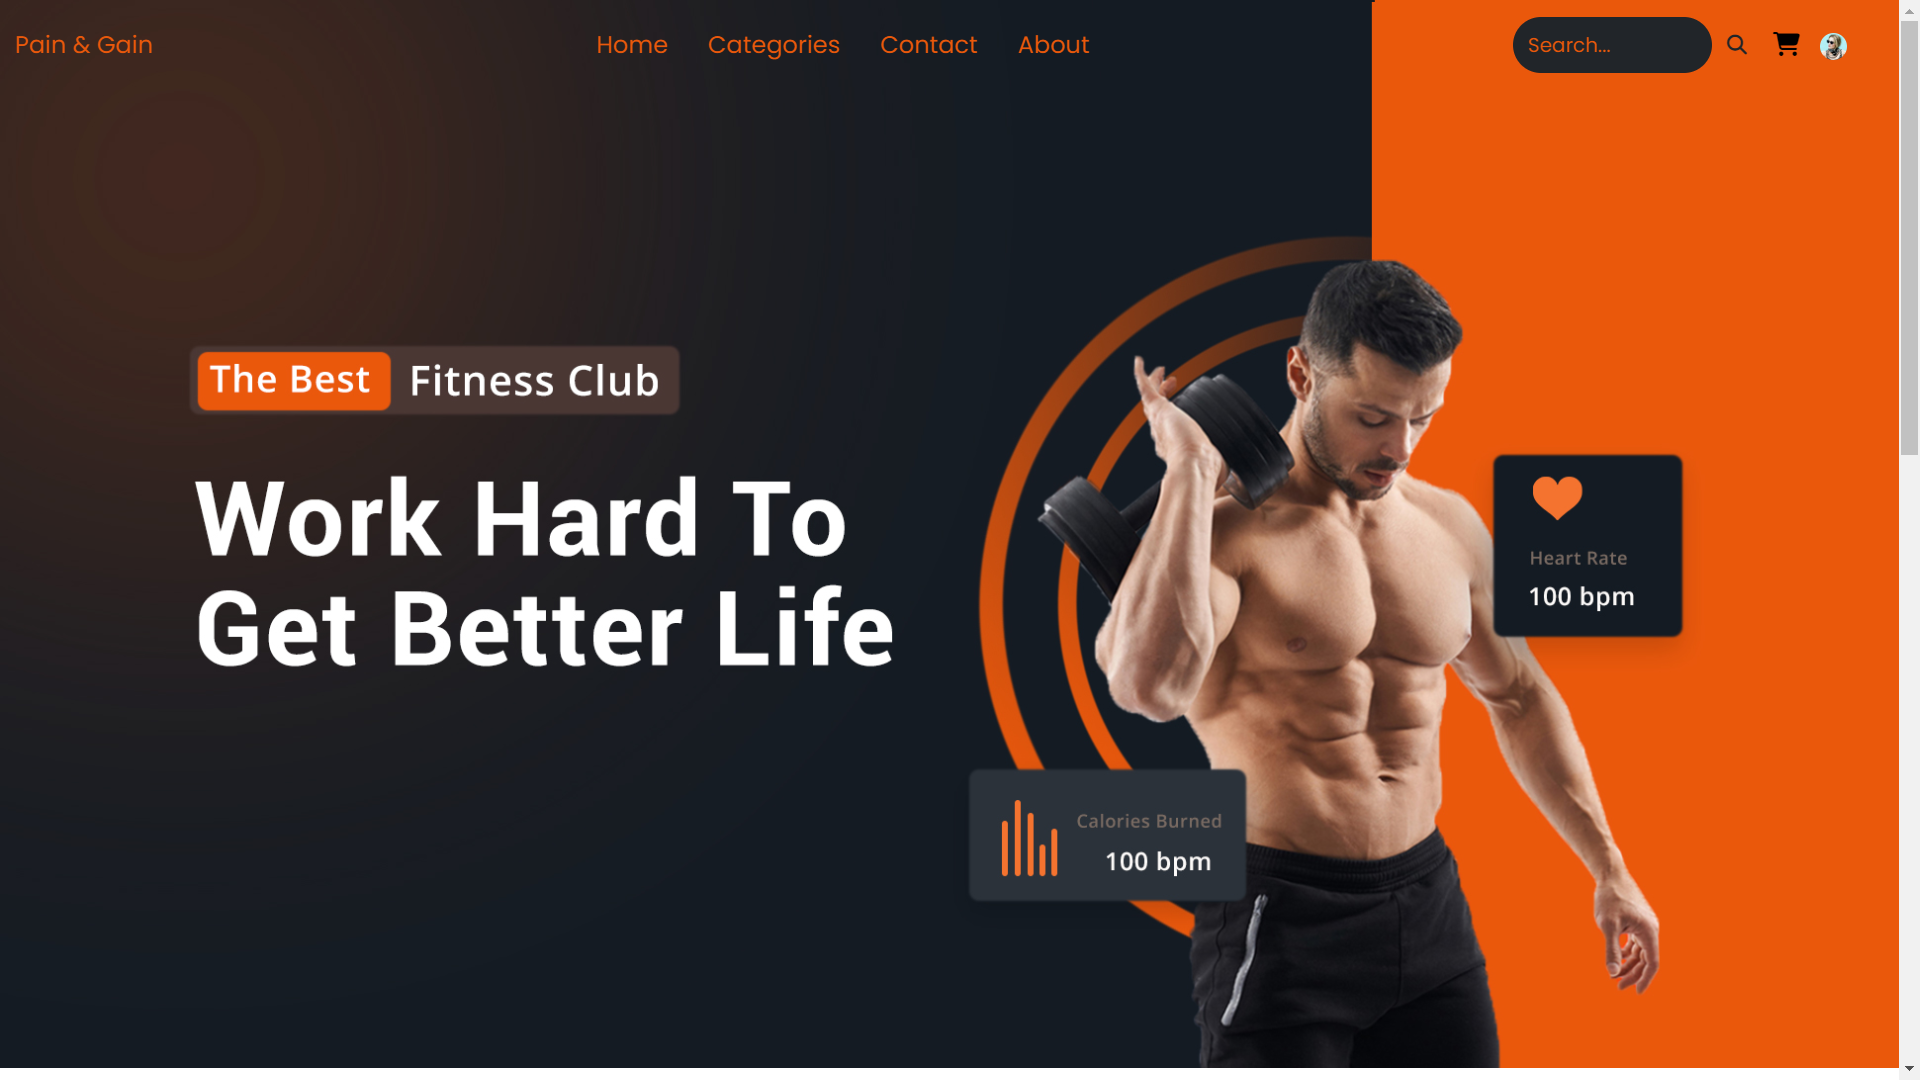 Pain & Gain
Home
Categories
Contact
About
Search...
The Best Fitness Club
Work Hard To
Get Better Life
Heart Rate
100 bpm
Calories Burned
100 bpm